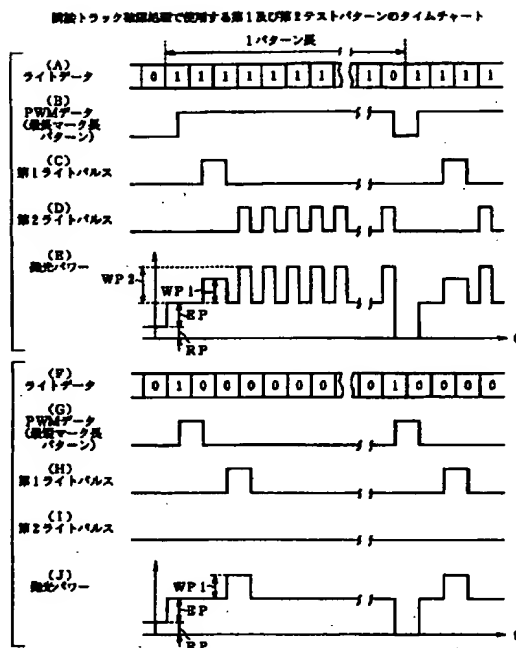 隣接トラック破壊処理で使用する第1及び第2テストパターンのタイムチャート
1パターン長
(A)
ライトデータ
0 1 1 1 1 1 1 1 1 0 1 1 1 1
(B)
PWMデータ
(最長マーク長
パターン)
(C)
第1ライトパルス
(D)
第2ライトパルス
(E)
発光パワー
WP2
WP1
EP
RP
t
(F)
ライトデータ
0 1 0 0 0 0 0 0 0 1 0 0 0 0
(G)
PWMデータ
(最短マーク長
パターン)
(H)
第1ライトパルス
(I)
第2ライトパルス
(J)
発光パワー
WP1
EP
RP
t